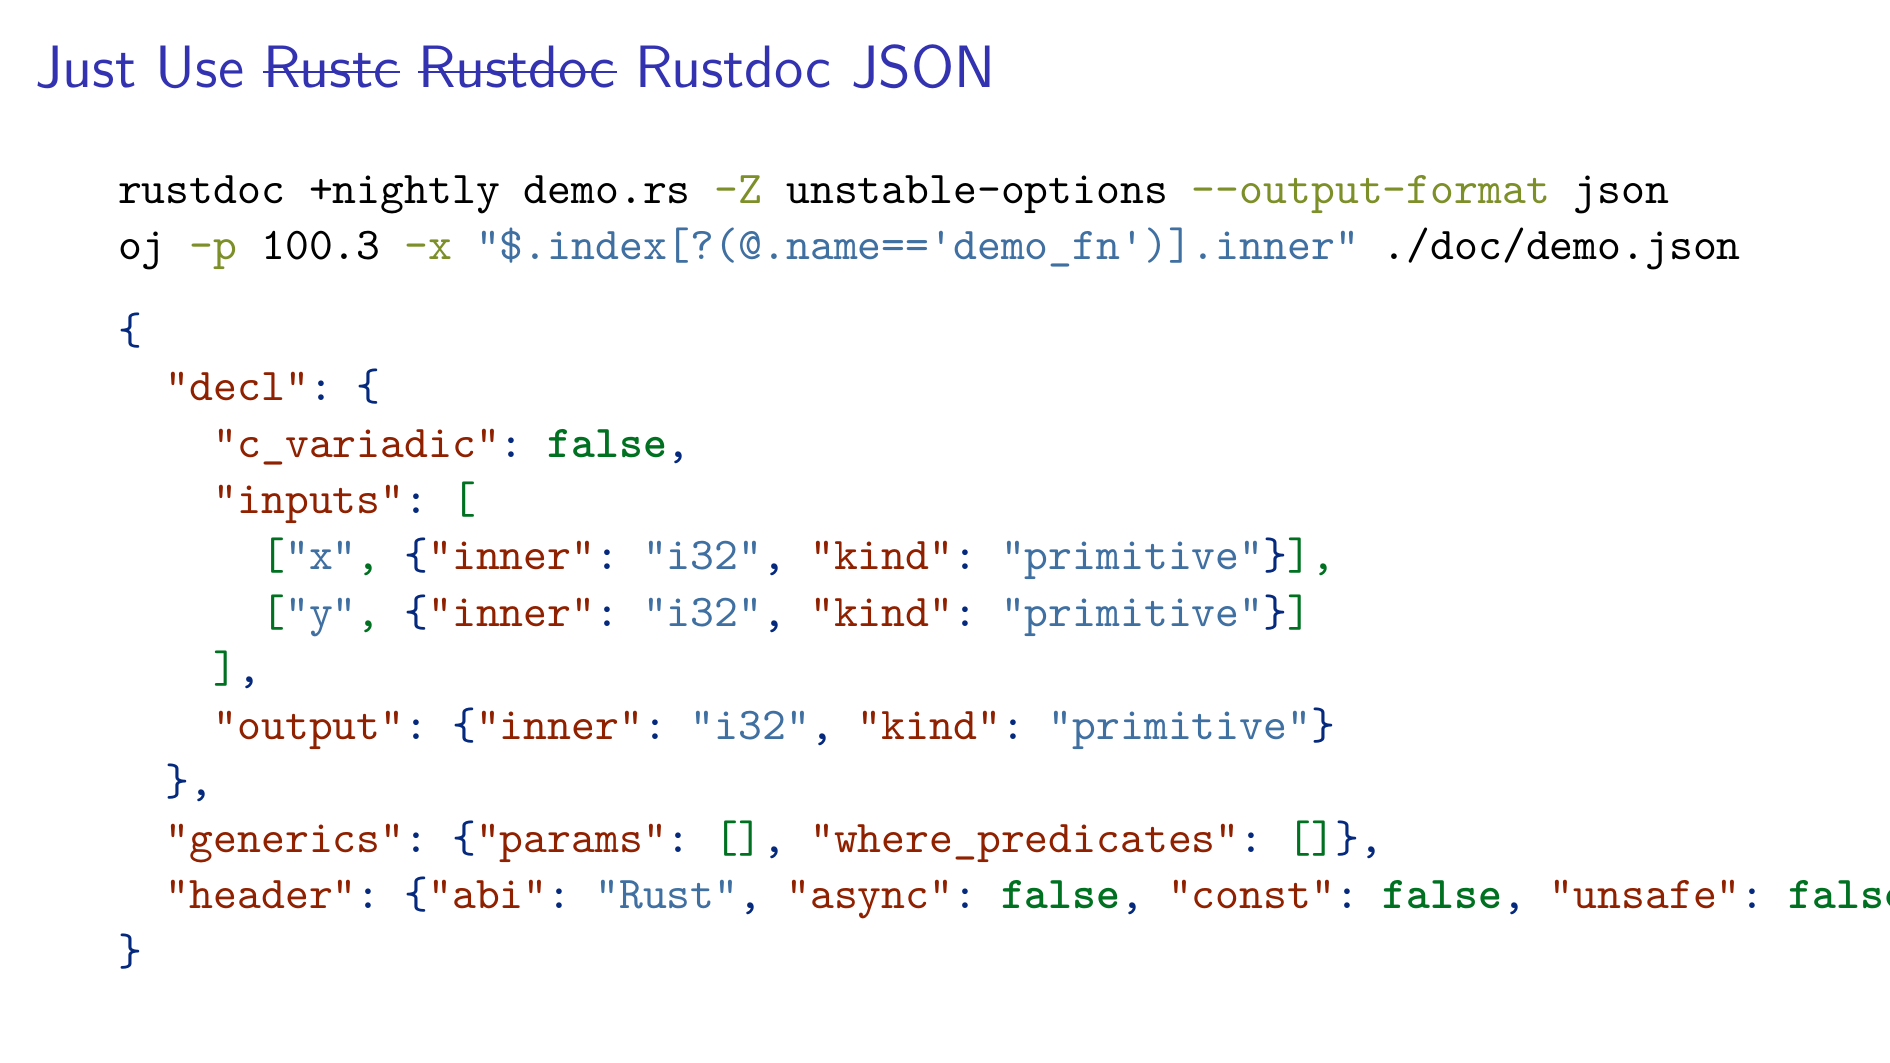 Just Use Rustc Rustdoc Rustdoc JSON
rustdoc +nightly demo.rs -Z unstable-options --output-format json
oj -p 100.3 -x "$.index[?(@.name=='demo_fn')].inner" ./doc/demo.json
{
  "decl": {
    "c_variadic": false,
    "inputs": [
      ["x", {"inner": "i32", "kind": "primitive"}],
      ["y", {"inner": "i32", "kind": "primitive"}]
    ],
    "output": {"inner": "i32", "kind": "primitive"}
  },
  "generics": {"params": [], "where_predicates": []},
  "header": {"abi": "Rust", "async": false, "const": false, "unsafe": false
}